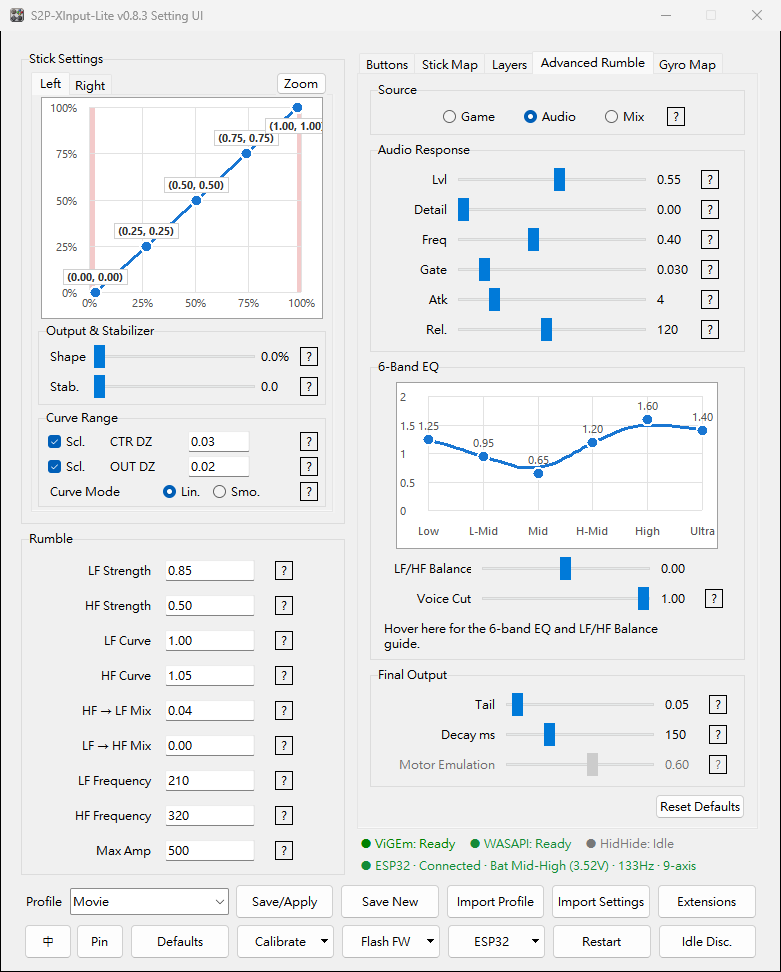 S2P-XInput-Lite v0.8.3 Setting UI
Stick Settings
Left Right Zoom
100%
75%
50%
25%
0%
(1.00, 1.00)
(0.75, 0.75)
(0.50, 0.50)
(0.25, 0.25)
(0.00, 0.00)
0% 25% 50% 75% 100%
Output & Stabilizer
Shape 0.0% ?
Stab. 0.0 ?
Curve Range
Scl. CTR DZ 0.03 ?
Scl. OUT DZ 0.02 ?
Curve Mode Lin. Smo. ?
Rumble
LF Strength 0.85 ?
HF Strength 0.50 ?
LF Curve 1.00 ?
HF Curve 1.05 ?
HF → LF Mix 0.04 ?
LF → HF Mix 0.00 ?
LF Frequency 210 ?
HF Frequency 320 ?
Max Amp 500 ?
Buttons Stick Map Layers Advanced Rumble Gyro Map
Source
Game Audio Mix ?
Audio Response
Lvl 0.55 ?
Detail 0.00 ?
Freq 0.40 ?
Gate 0.030 ?
Atk 4 ?
Rel. 120 ?
6-Band EQ
2
1.5
1
0.5
0
1.25 0.95 0.65 1.20 1.60 1.40
Low L-Mid Mid H-Mid High Ultra
LF/HF Balance 0.00
Voice Cut 1.00 ?
Hover here for the 6-band EQ and LF/HF Balance
guide.
Final Output
Tail 0.05 ?
Decay ms 150 ?
Motor Emulation 0.60 ?
Reset Defaults
ViGEm: Ready WASAPI: Ready HidHide: Idle
ESP32 · Connected · Bat Mid-High (3.52V) · 133Hz · 9-axis
Profile Movie Save/Apply Save New Import Profile Import Settings Extensions
中 Pin Defaults Calibrate Flash FW ESP32 Restart Idle Disc.